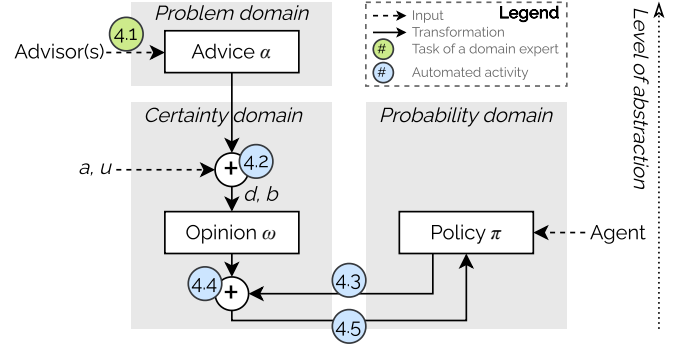 Problem domain
4.1
Advisor(s)
Advice α
Legend
Input
Transformation
# Task of a domain expert
# Automated activity
Level of abstraction
Certainty domain
Probability domain
a, u
+
4.2
d, b
Opinion ω
Policy π
Agent
4.4
+
4.3
4.5